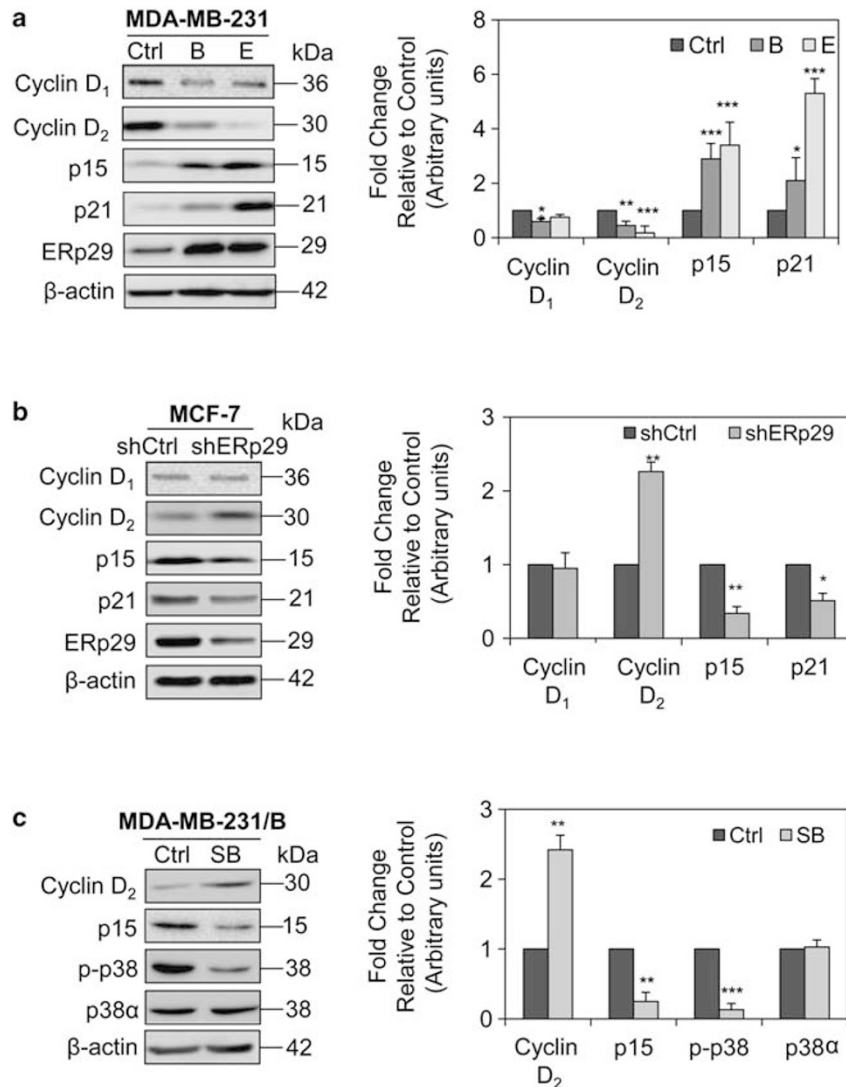 a
MDA-MB-231
Ctrl B E kDa
Cyclin D₁ 36
Cyclin D₂ 30
p15 15
p21 21
ERp29 29
β-actin 42
Fold Change
Relative to Control
(Arbitrary units)
8
6
4
2
0
Ctrl B E
* *
** ***
*** ***
* ***
Cyclin D₁
Cyclin D₂
p15
p21
b
MCF-7
shCtrl shERp29 kDa
Cyclin D₁ 36
Cyclin D₂ 30
p15 15
p21 21
ERp29 29
β-actin 42
Fold Change
Relative to Control
(Arbitrary units)
3
2
1
0
shCtrl shERp29
**
**
*
Cyclin D₁
Cyclin D₂
p15
p21
c
MDA-MB-231/B
Ctrl SB kDa
Cyclin D₂ 30
p15 15
p-p38 38
p38α 38
β-actin 42
Fold Change
Relative to Control
(Arbitrary units)
3
2
1
0
Ctrl SB
**
**
***
Cyclin D₂
p15
p-p38
p38α